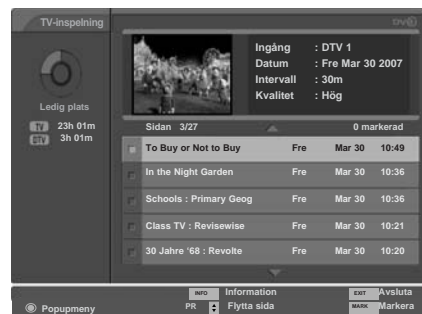 TV-inspelning
DVD
Ingång : DTV 1
Datum : Fre Mar 30 2007
Intervall : 30m
Kvalitet : Hög
Ledig plats
TV 23h 01m
DTV 3h 01m
Sidan 3/27 0 markerad
To Buy or Not to Buy Fre Mar 30 10:49
In the Night Garden Fre Mar 30 10:36
Schools : Primary Geog Fre Mar 30 10:36
Class TV : Revisewise Fre Mar 30 10:21
30 Jahre '68 : Revolte Fre Mar 30 10:20
INFO Information EXIT Avsluta
Popupmeny PR Flytta sida MARK Markera